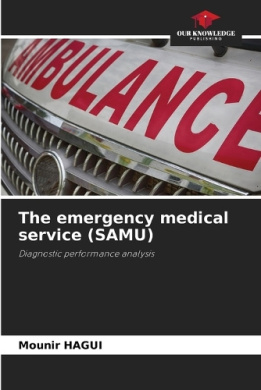 OUR KNOWLEDGE
PUBLISHING
AMBULANCE
The emergency medical
service (SAMU)
Diagnostic performance analysis
Mounir HAGUI